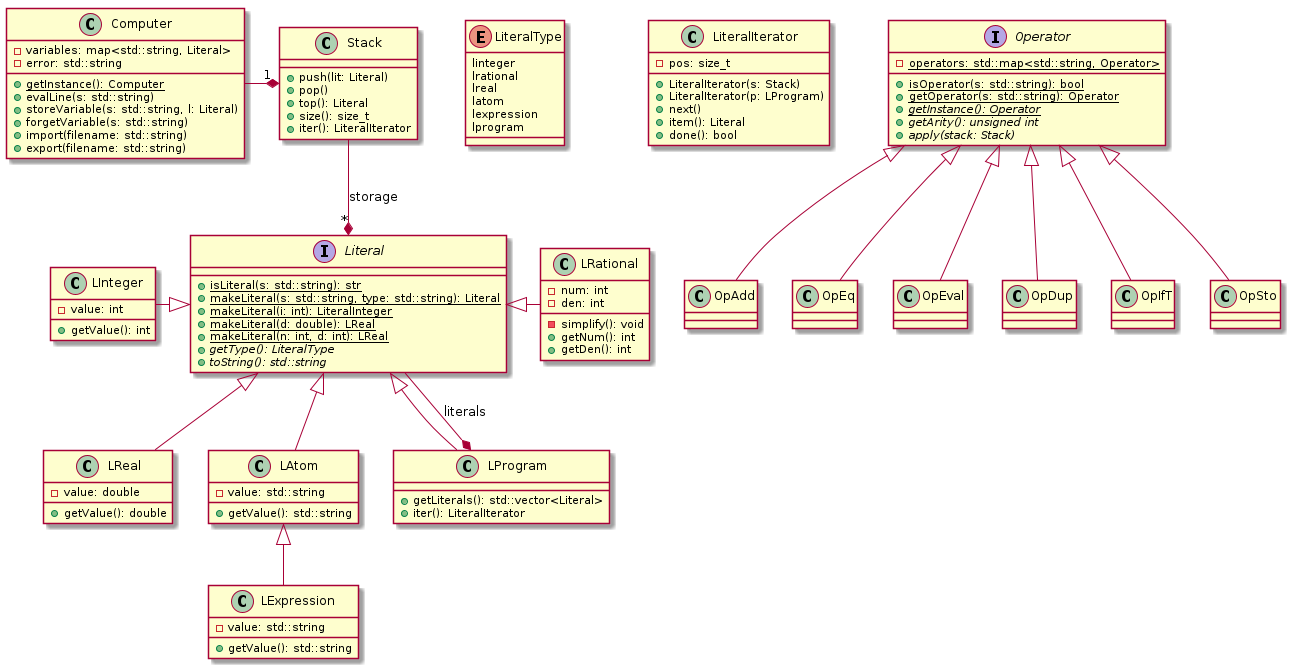 C Computer
variables: map<std::string, Literal>
error: std::string
getInstance(): Computer
evalLine(s: std::string)
storeVariable(s: std::string, l: Literal)
forgetVariable(s: std::string)
import(filename: std::string)
export(filename: std::string)
1
C Stack
push(lit: Literal)
pop()
top(): Literal
size(): size_t
iter(): LiteralIterator
E LiteralType
linteger
lrational
lreal
latom
lexpression
lprogram
C LiteralIterator
pos: size_t
LiteralIterator(s: Stack)
LiteralIterator(p: LProgram)
next()
item(): Literal
done(): bool
I Operator
operators: std::map<std::string, Operator>
isOperator(s: std::string): bool
getOperator(s: std::string): Operator
getInstance(): Operator
getArity(): unsigned int
apply(stack: Stack)
storage
*
C LInteger
value: int
getValue(): int
I Literal
isLiteral(s: std::string): str
makeLiteral(s: std::string, type: std::string): Literal
makeLiteral(i: int): LiteralInteger
makeLiteral(d: double): LReal
makeLiteral(n: int, d: int): LReal
getType(): LiteralType
toString(): std::string
C LRational
num: int
den: int
simplify(): void
getNum(): int
getDen(): int
C OpAdd
C OpEq
C OpEval
C OpDup
C OpIfT
C OpSto
literals
C LReal
value: double
getValue(): double
C LAtom
value: std::string
getValue(): std::string
C LProgram
getLiterals(): std::vector<Literal>
iter(): LiteralIterator
C LExpression
value: std::string
getValue(): std::string